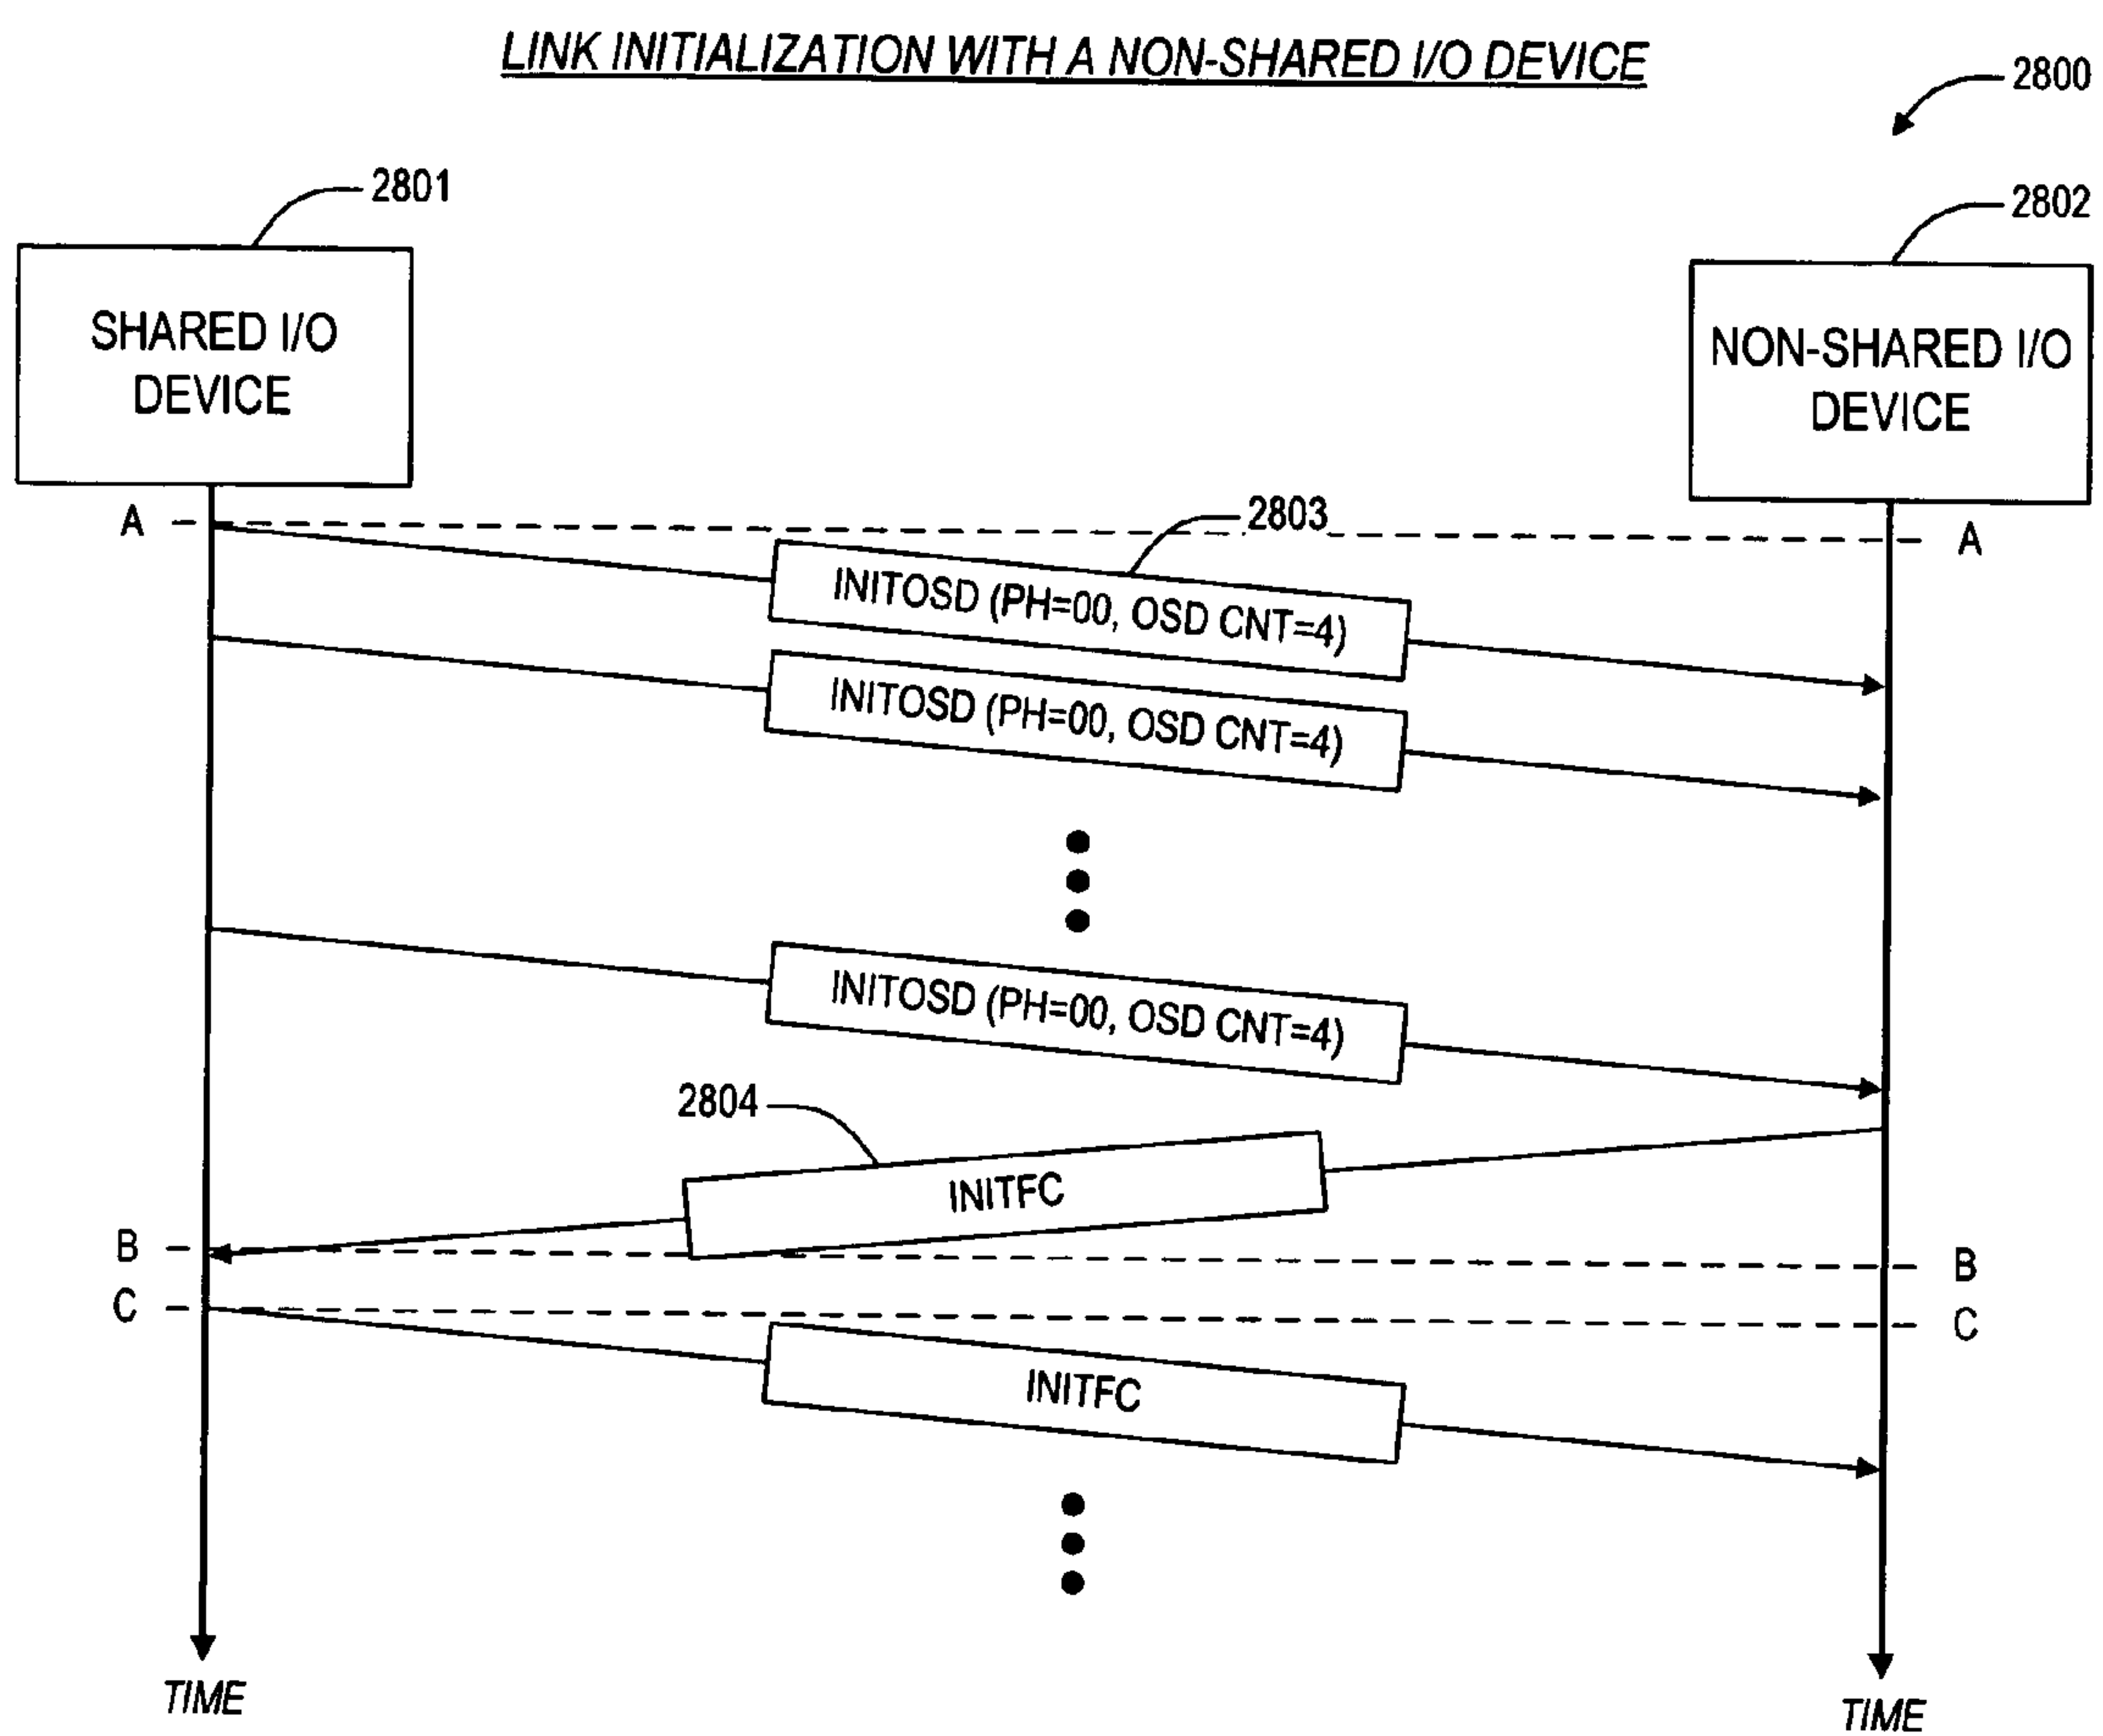 LINK INITIALIZATION WITH A NON-SHARED I/O DEVICE
2800
2801
2802
SHARED I/O
DEVICE
NON-SHARED I/O
DEVICE
A
2803
A
INITOSD (PH=00, OSD CNT=4)
INITOSD (PH=00, OSD CNT=4)
INITOSD (PH=00, OSD CNT=4)
2804
INITFC
B
B
C
C
INITFC
TIME
TIME